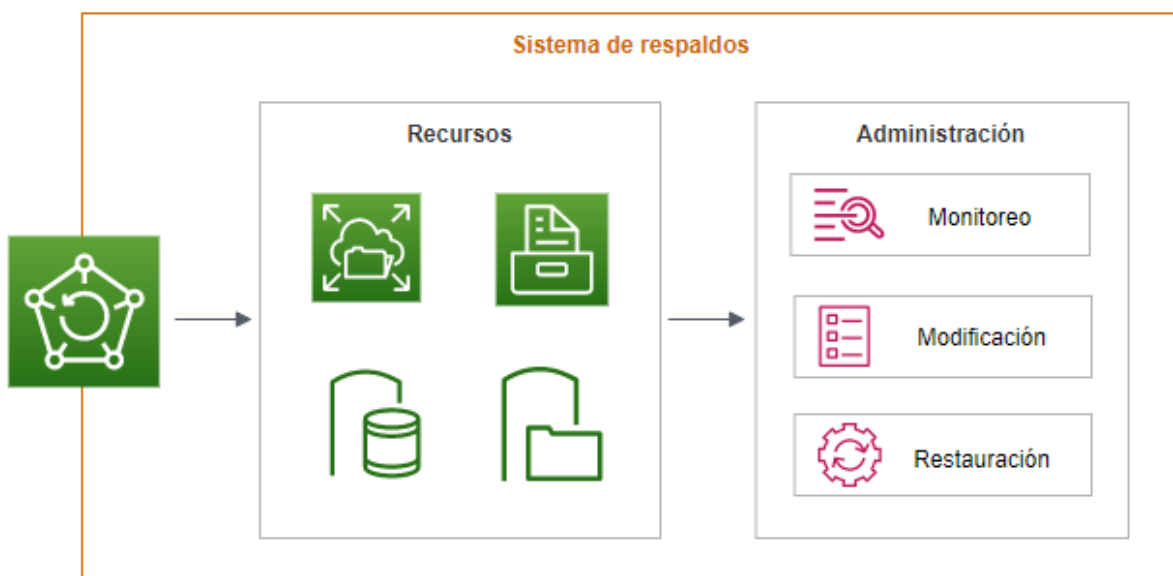 Sistema de respaldos
Recursos
Administración
Monitoreo
Modificación
Restauración